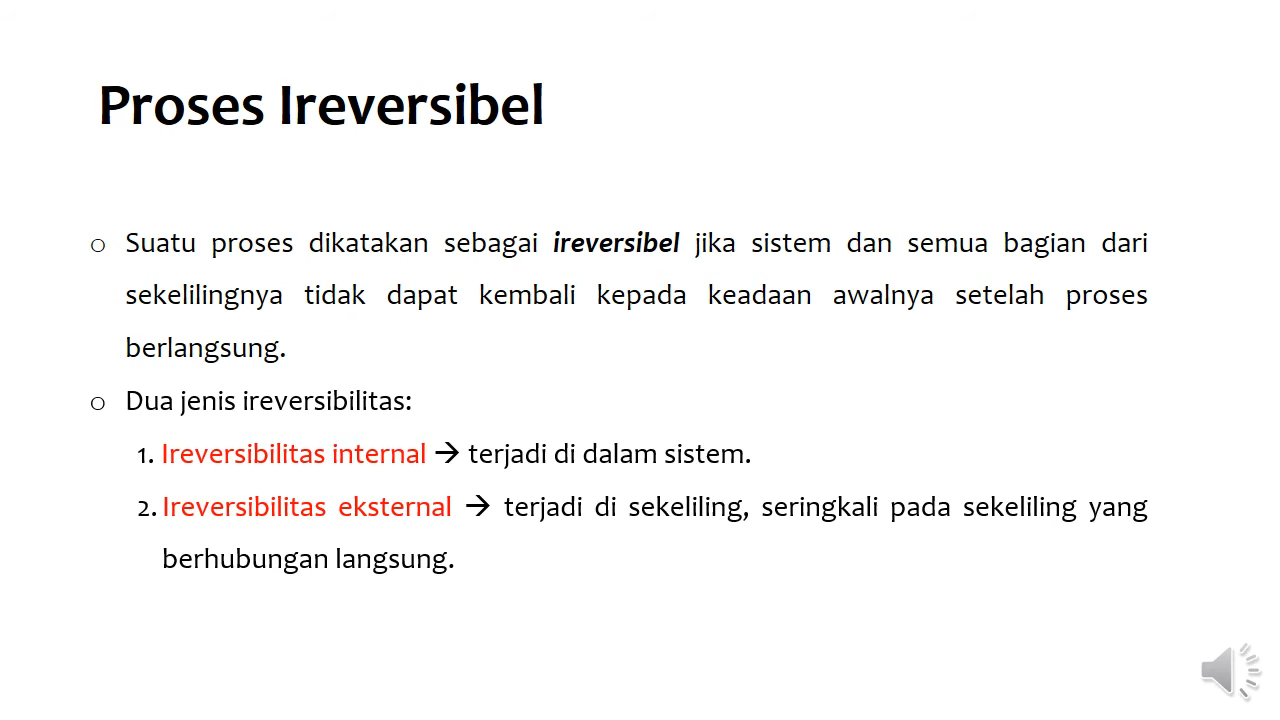 Proses Ireversibel
o Suatu proses dikatakan sebagai ireversibel jika sistem dan semua bagian dari
sekelilingnya tidak dapat kembali kepada keadaan awalnya setelah proses
berlangsung.
o Dua jenis ireversibilitas:
1. Ireversibilitas internal → terjadi di dalam sistem.
2. Ireversibilitas eksternal → terjadi di sekeliling, seringkali pada sekeliling yang
berhubungan langsung.